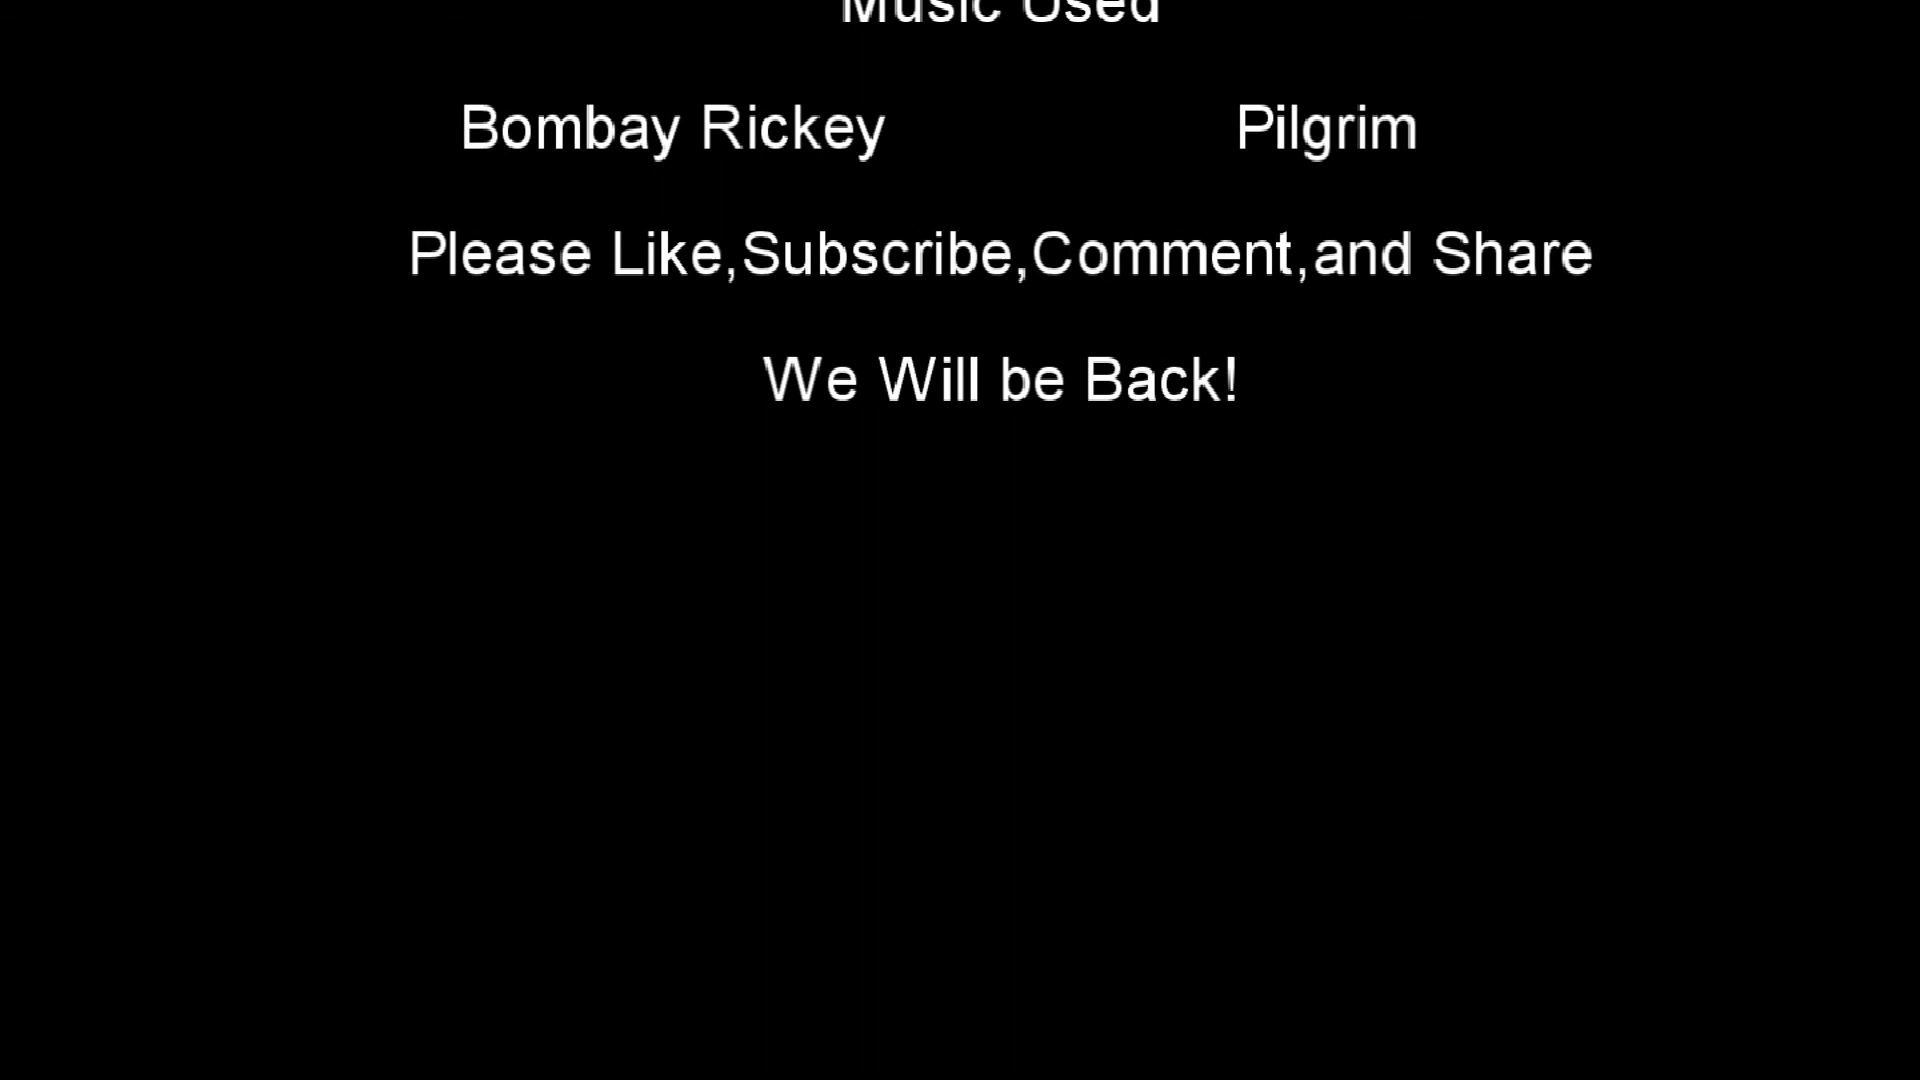 Music Used
Bombay Rickey Pilgrim
Please Like,Subscribe,Comment,and Share
We Will be Back!